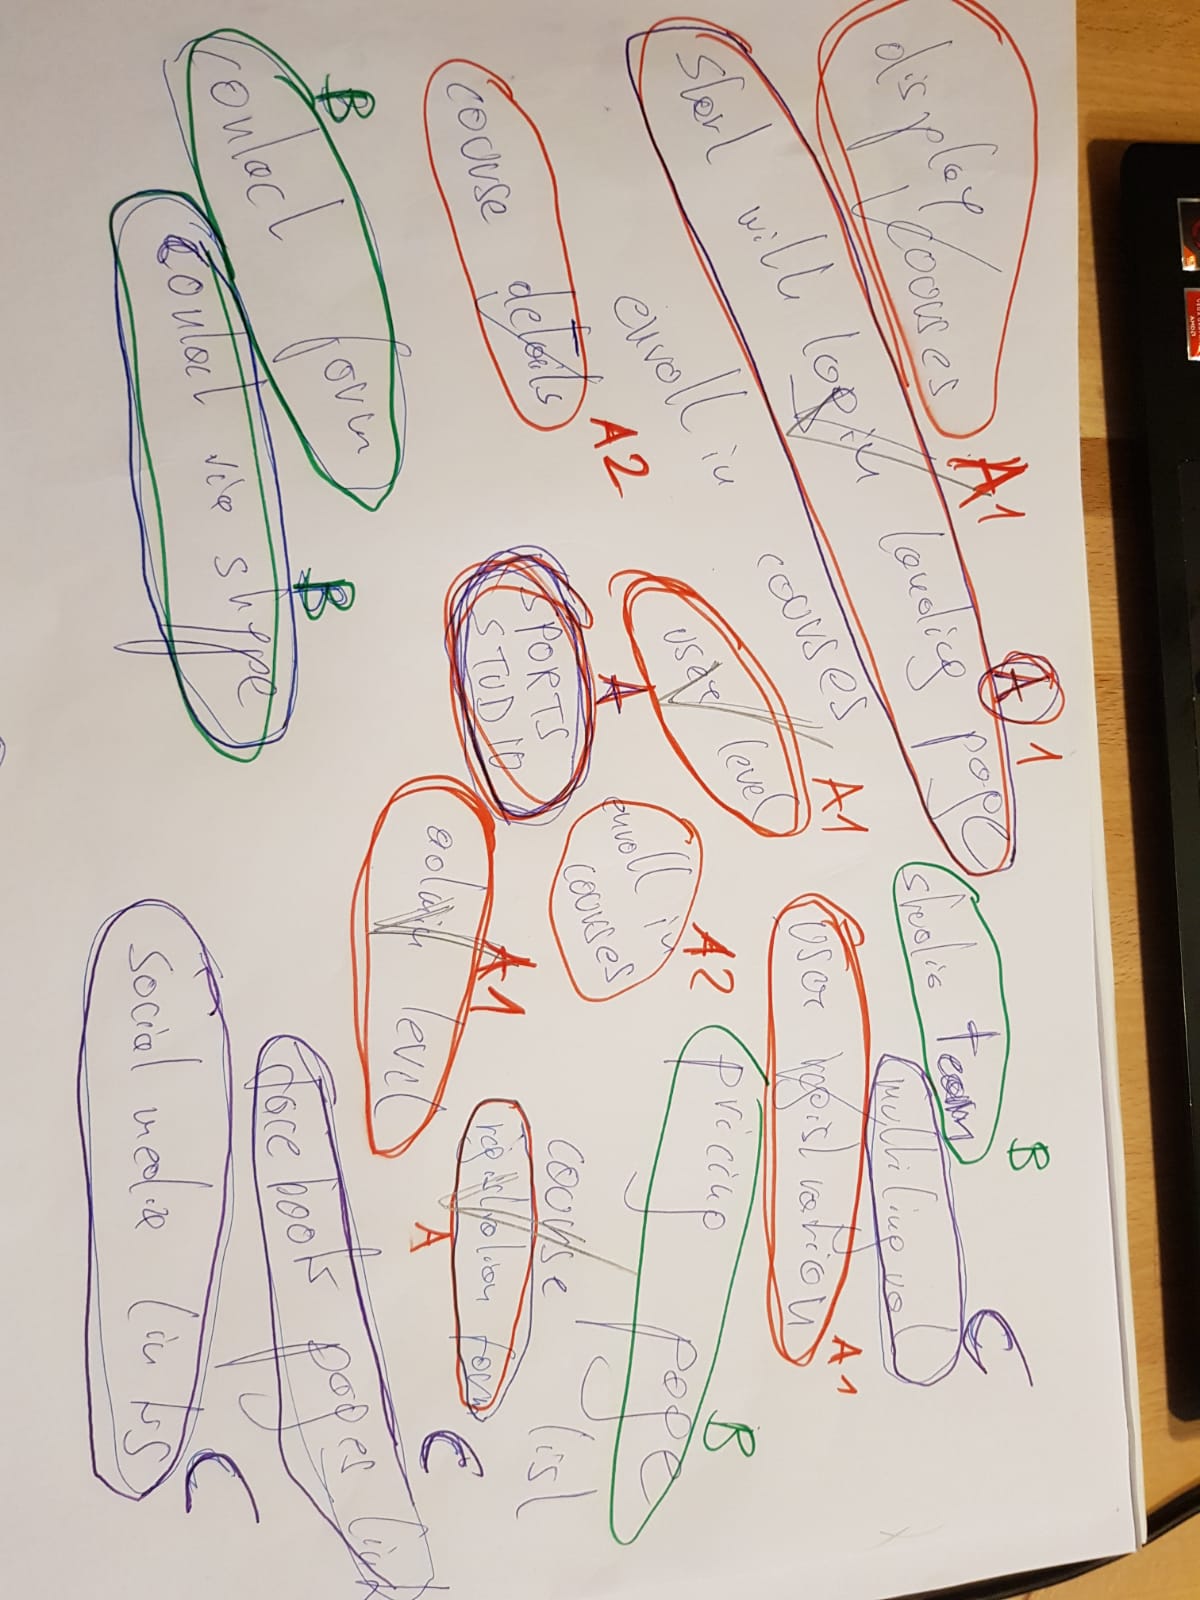 display courses
A1
start with login landing page
A 1
enroll in
courses
course details
A2
contact form
B
contact via skype
B
SPORTS
STUDIO
A
user level
A1
enroll in
courses
A2
admin level
A1
studio team
B
multilingual
C
user registration
A1
pricing page
B
course list
registration form
A
facebook pages link
C
social media links
C